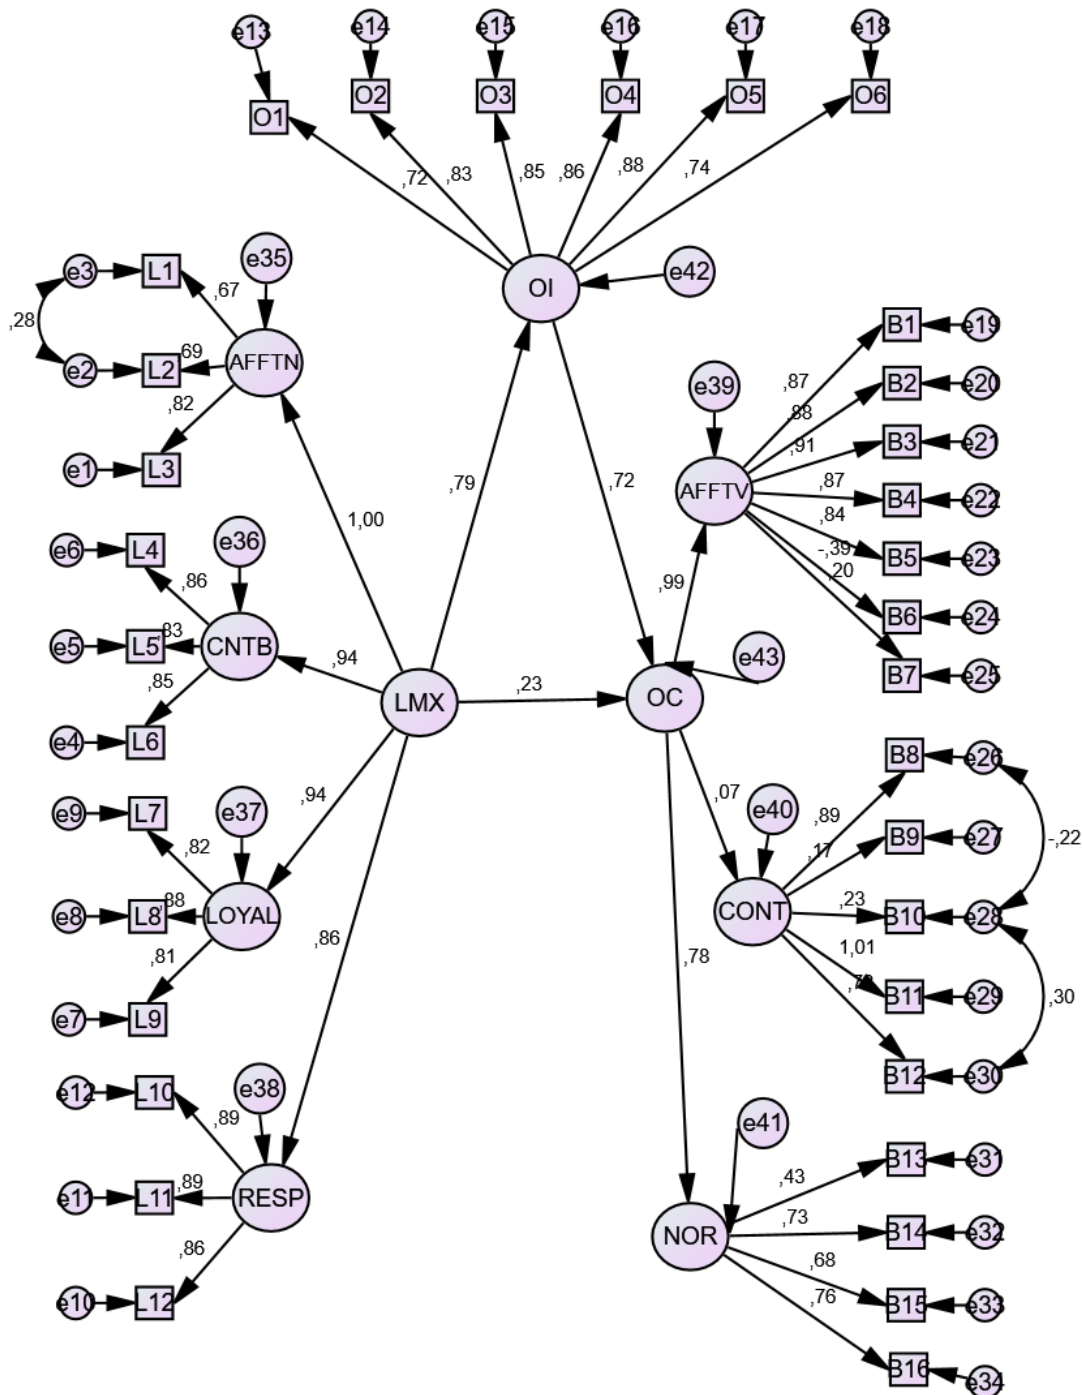 e13 e14 e15 e16 e17 e18
O1 O2 O3 O4 O5 O6
,72 ,83 ,85 ,86 ,88 ,74
OI e42
e35
e3 L1 ,67
,28
e2 L2 ,69 AFFTN
,82
e1 L3
1,00
,79
,72
e36
e6 L4 ,86
e5 L5 ,83 CNTB
,85
e4 L6
,94
LMX
,23
OC e43
,99
e39
AFFTV
,87 B1 e19
,88 B2 e20
,91 B3 e21
,87 B4 e22
,84 B5 e23
-,39 B6 e24
,20 B7 e25
e37
e9 L7 ,82
e8 L8 ,88 LOYAL
,81
e7 L9
,94
,86
,07
e40
CONT
,89 B8 e26
,17 B9 e27
-,22
,23 B10 e28
1,01 B11 e29
,30
B12 e30
,78
e38
e12 L10 ,89
e11 L11 ,89 RESP
,86
e10 L12
e41
NOR
,43 B13 e31
,73 B14 e32
,68 B15 e33
,76 B16 e34